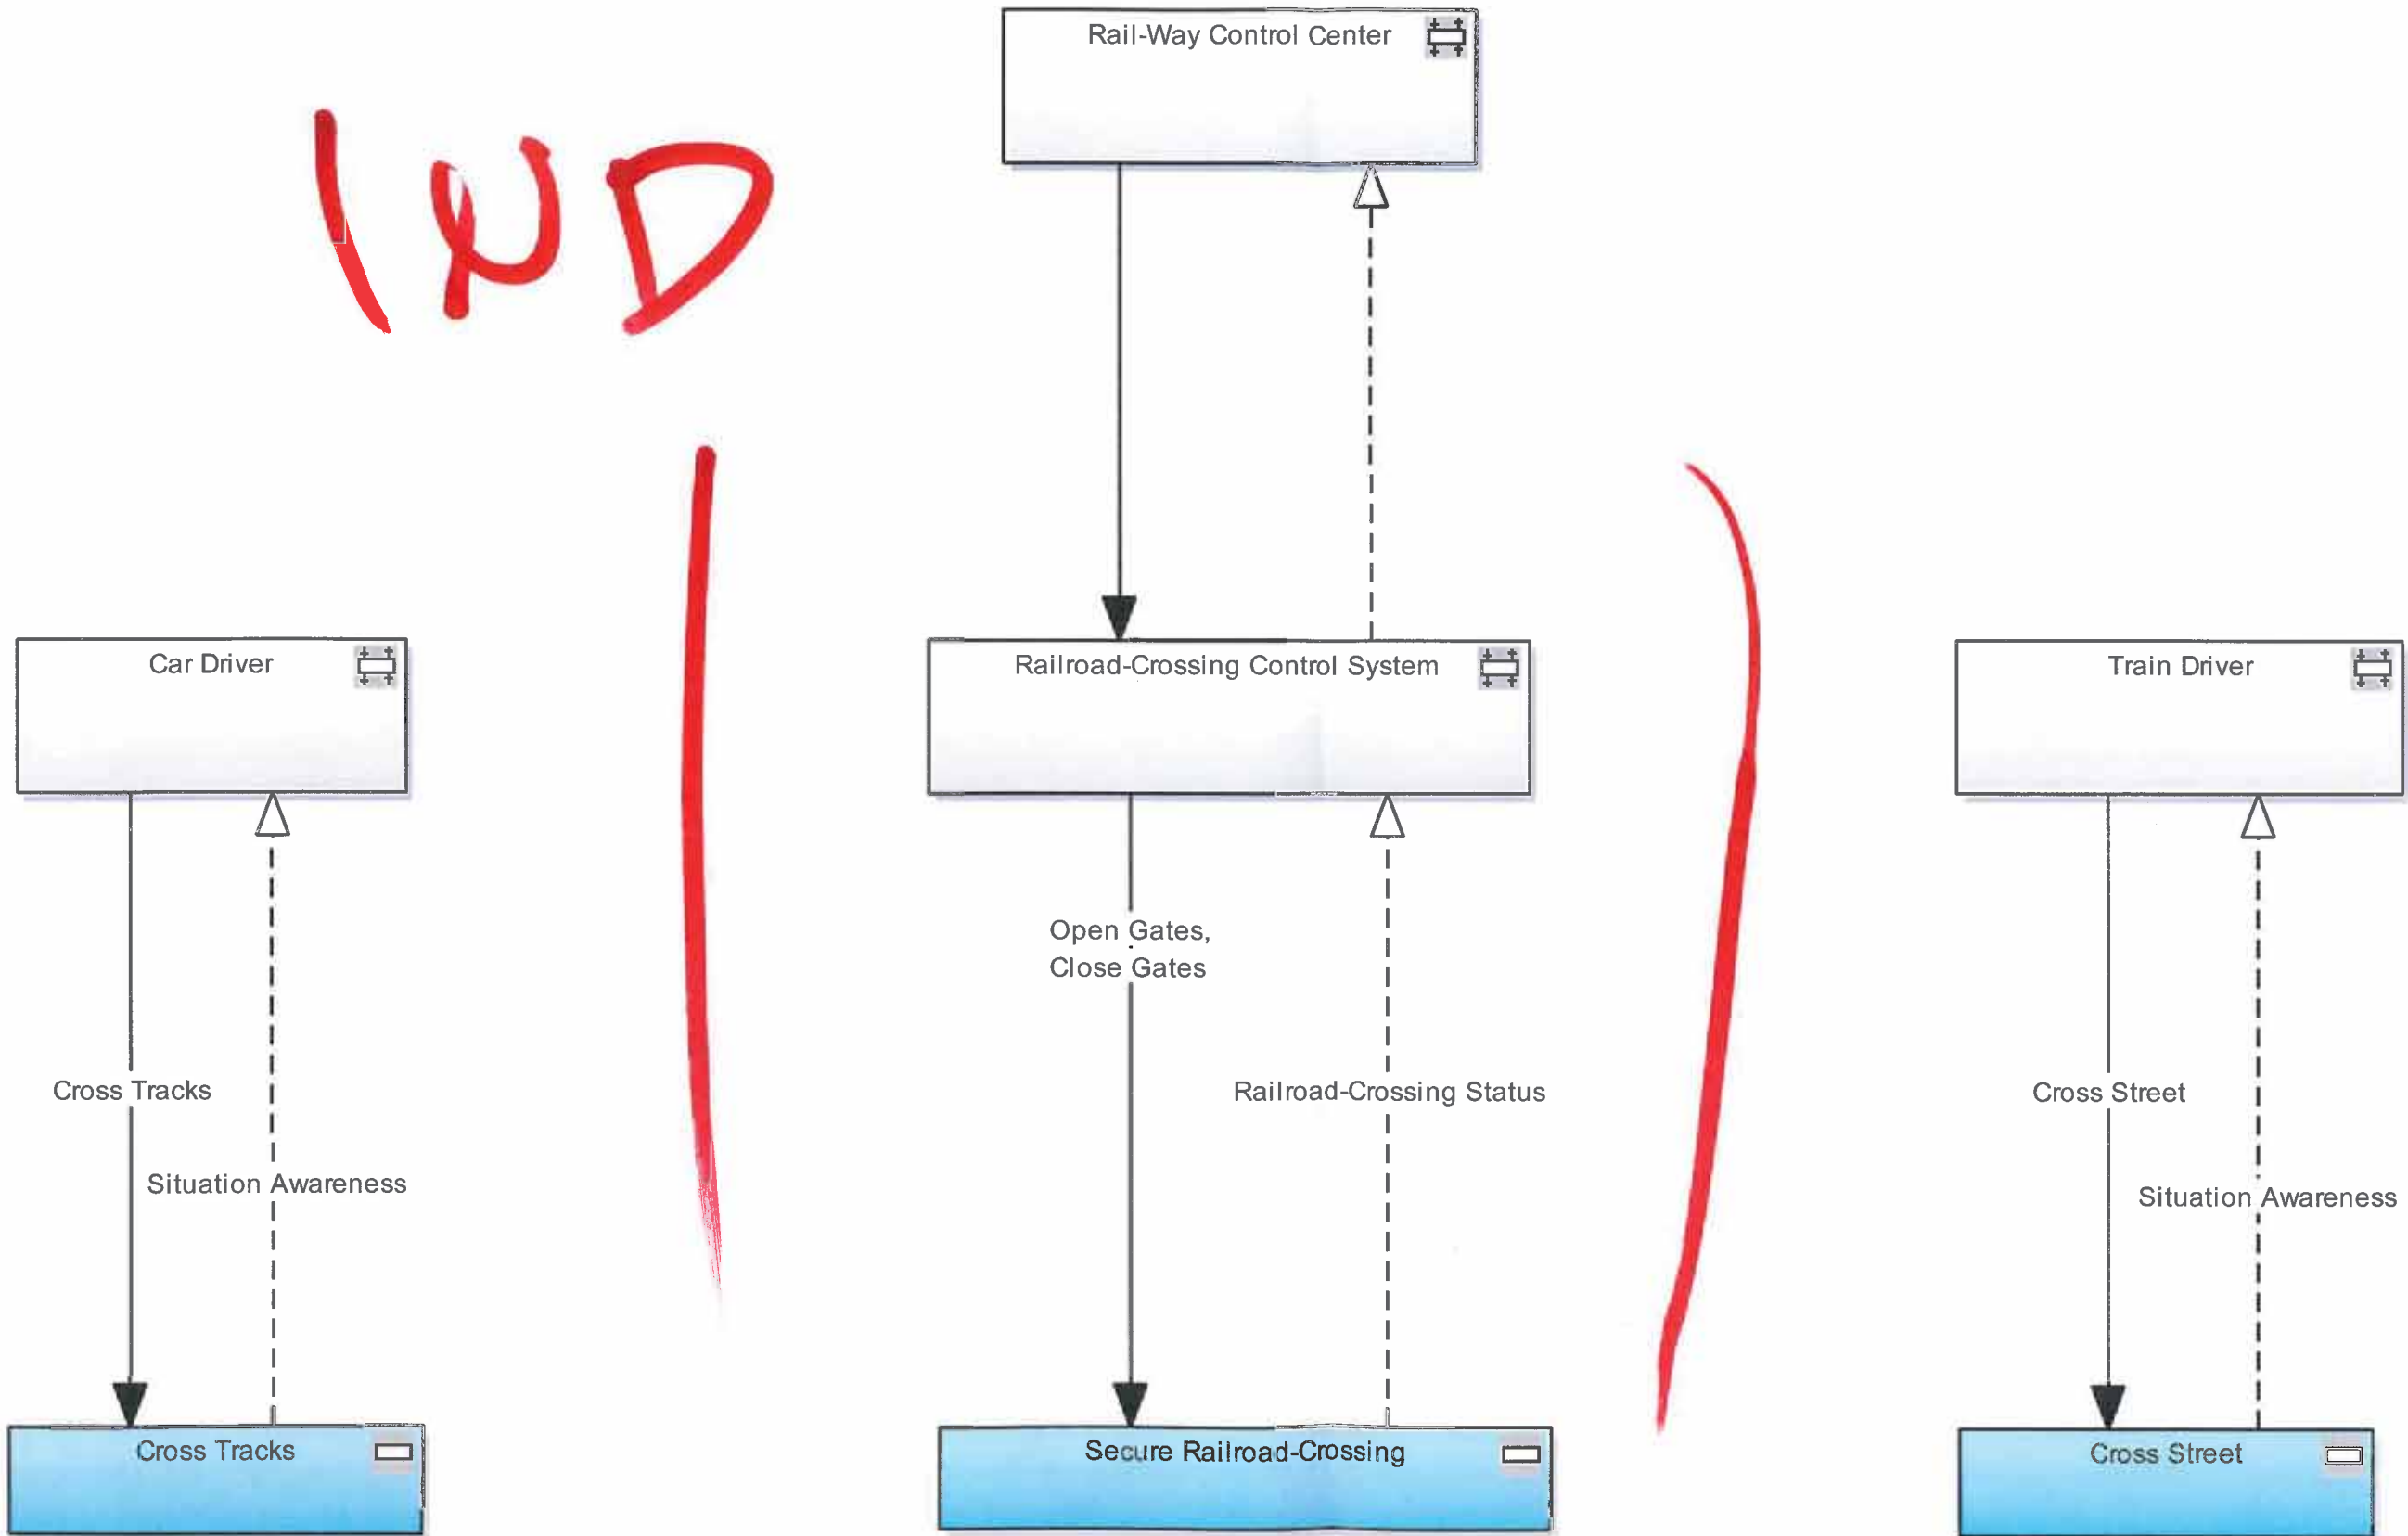 Rail-Way Control Center
IND
Car Driver
Railroad-Crossing Control System
Train Driver
Open Gates,
Close Gates
Cross Tracks
Railroad-Crossing Status
Cross Street
Situation Awareness
Situation Awareness
Cross Tracks
Secure Railroad-Crossing
Cross Street